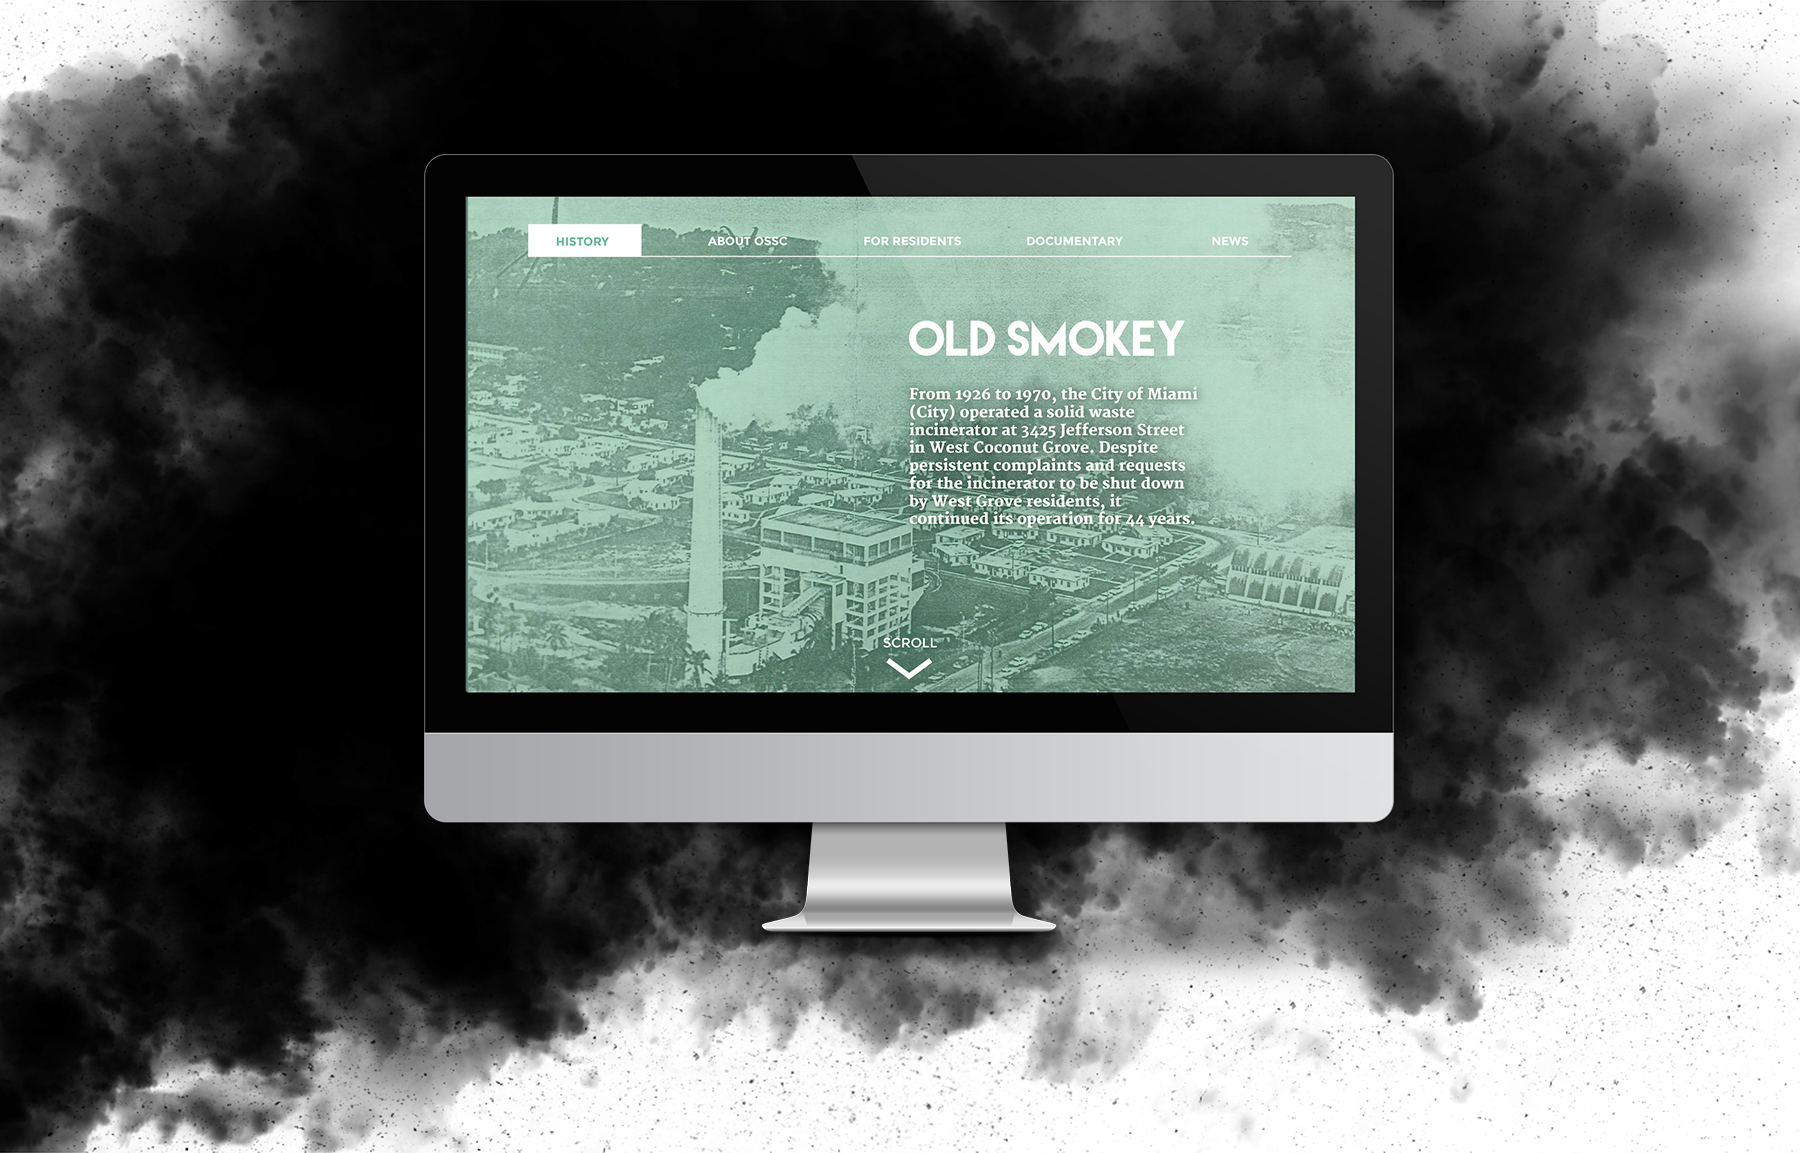 HISTORY
ABOUT OSSC
FOR RESIDENTS
DOCUMENTARY
NEWS
OLD SMOKEY
From 1926 to 1970, the City of Miami
(City) operated a solid waste
incinerator at 3425 Jefferson Street
in West Coconut Grove. Despite
persistent complaints and requests
for the incinerator to be shut down
by West Grove residents, it
continued its operation for 44 years.
SCROLL